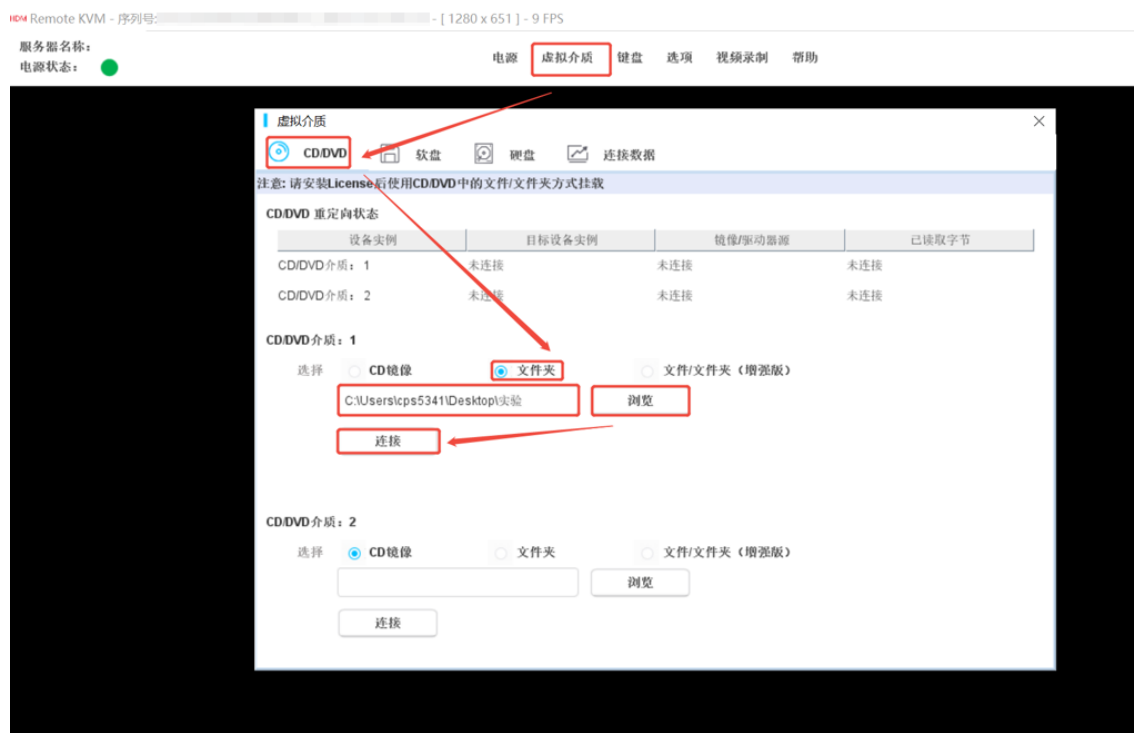 HDM Remote KVM - 序列号: - [ 1280 x 651 ] - 9 FPS
服务器名称:
电源状态:
电源 虚拟介质 键盘 选项 视频录制 帮助
虚拟介质
CD/DVD 软盘 硬盘 连接数据
注意: 请安装License后使用CD/DVD中的文件/文件夹方式挂载
CD/DVD 重定向状态
设备实例 目标设备实例 镜像/驱动器源 已读取字节
CD/DVD介质: 1 未连接 未连接 未连接
CD/DVD介质: 2 未连接 未连接 未连接
CD/DVD介质: 1
选择 CD镜像 文件夹 文件/文件夹（增强版）
C:\Users\cps5341\Desktop\实验 浏览
连接
CD/DVD介质: 2
选择 CD镜像 文件夹 文件/文件夹（增强版）
浏览
连接